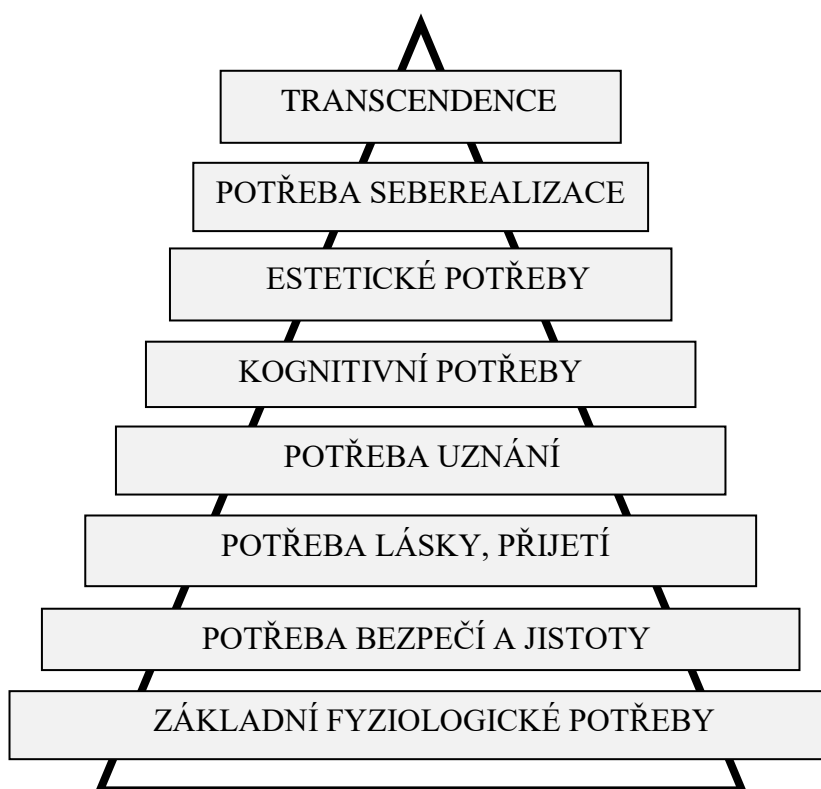 TRANSCENDENCE
POTŘEBA SEBEREALIZACE
ESTETICKÉ POTŘEBY
KOGNITIVNÍ POTŘEBY
POTŘEBA UZNÁNÍ
POTŘEBA LÁSKY, PŘIJETÍ
POTŘEBA BEZPEČÍ A JISTOTY
ZÁKLADNÍ FYZIOLOGICKÉ POTŘEBY